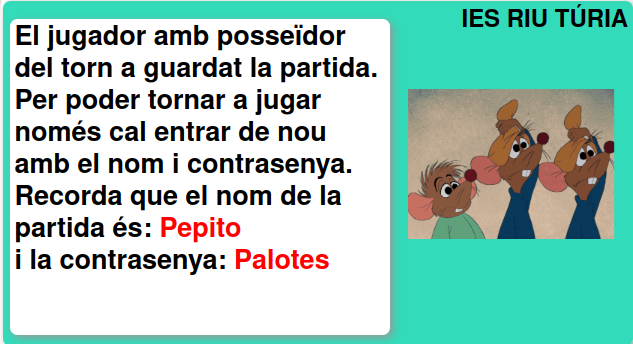 IES RIU TÚRIA
El jugador amb posseïdor
del torn a guardat la partida.
Per poder tornar a jugar
només cal entrar de nou
amb el nom i contrasenya.
Recorda que el nom de la
partida és: Pepito
i la contrasenya: Palotes